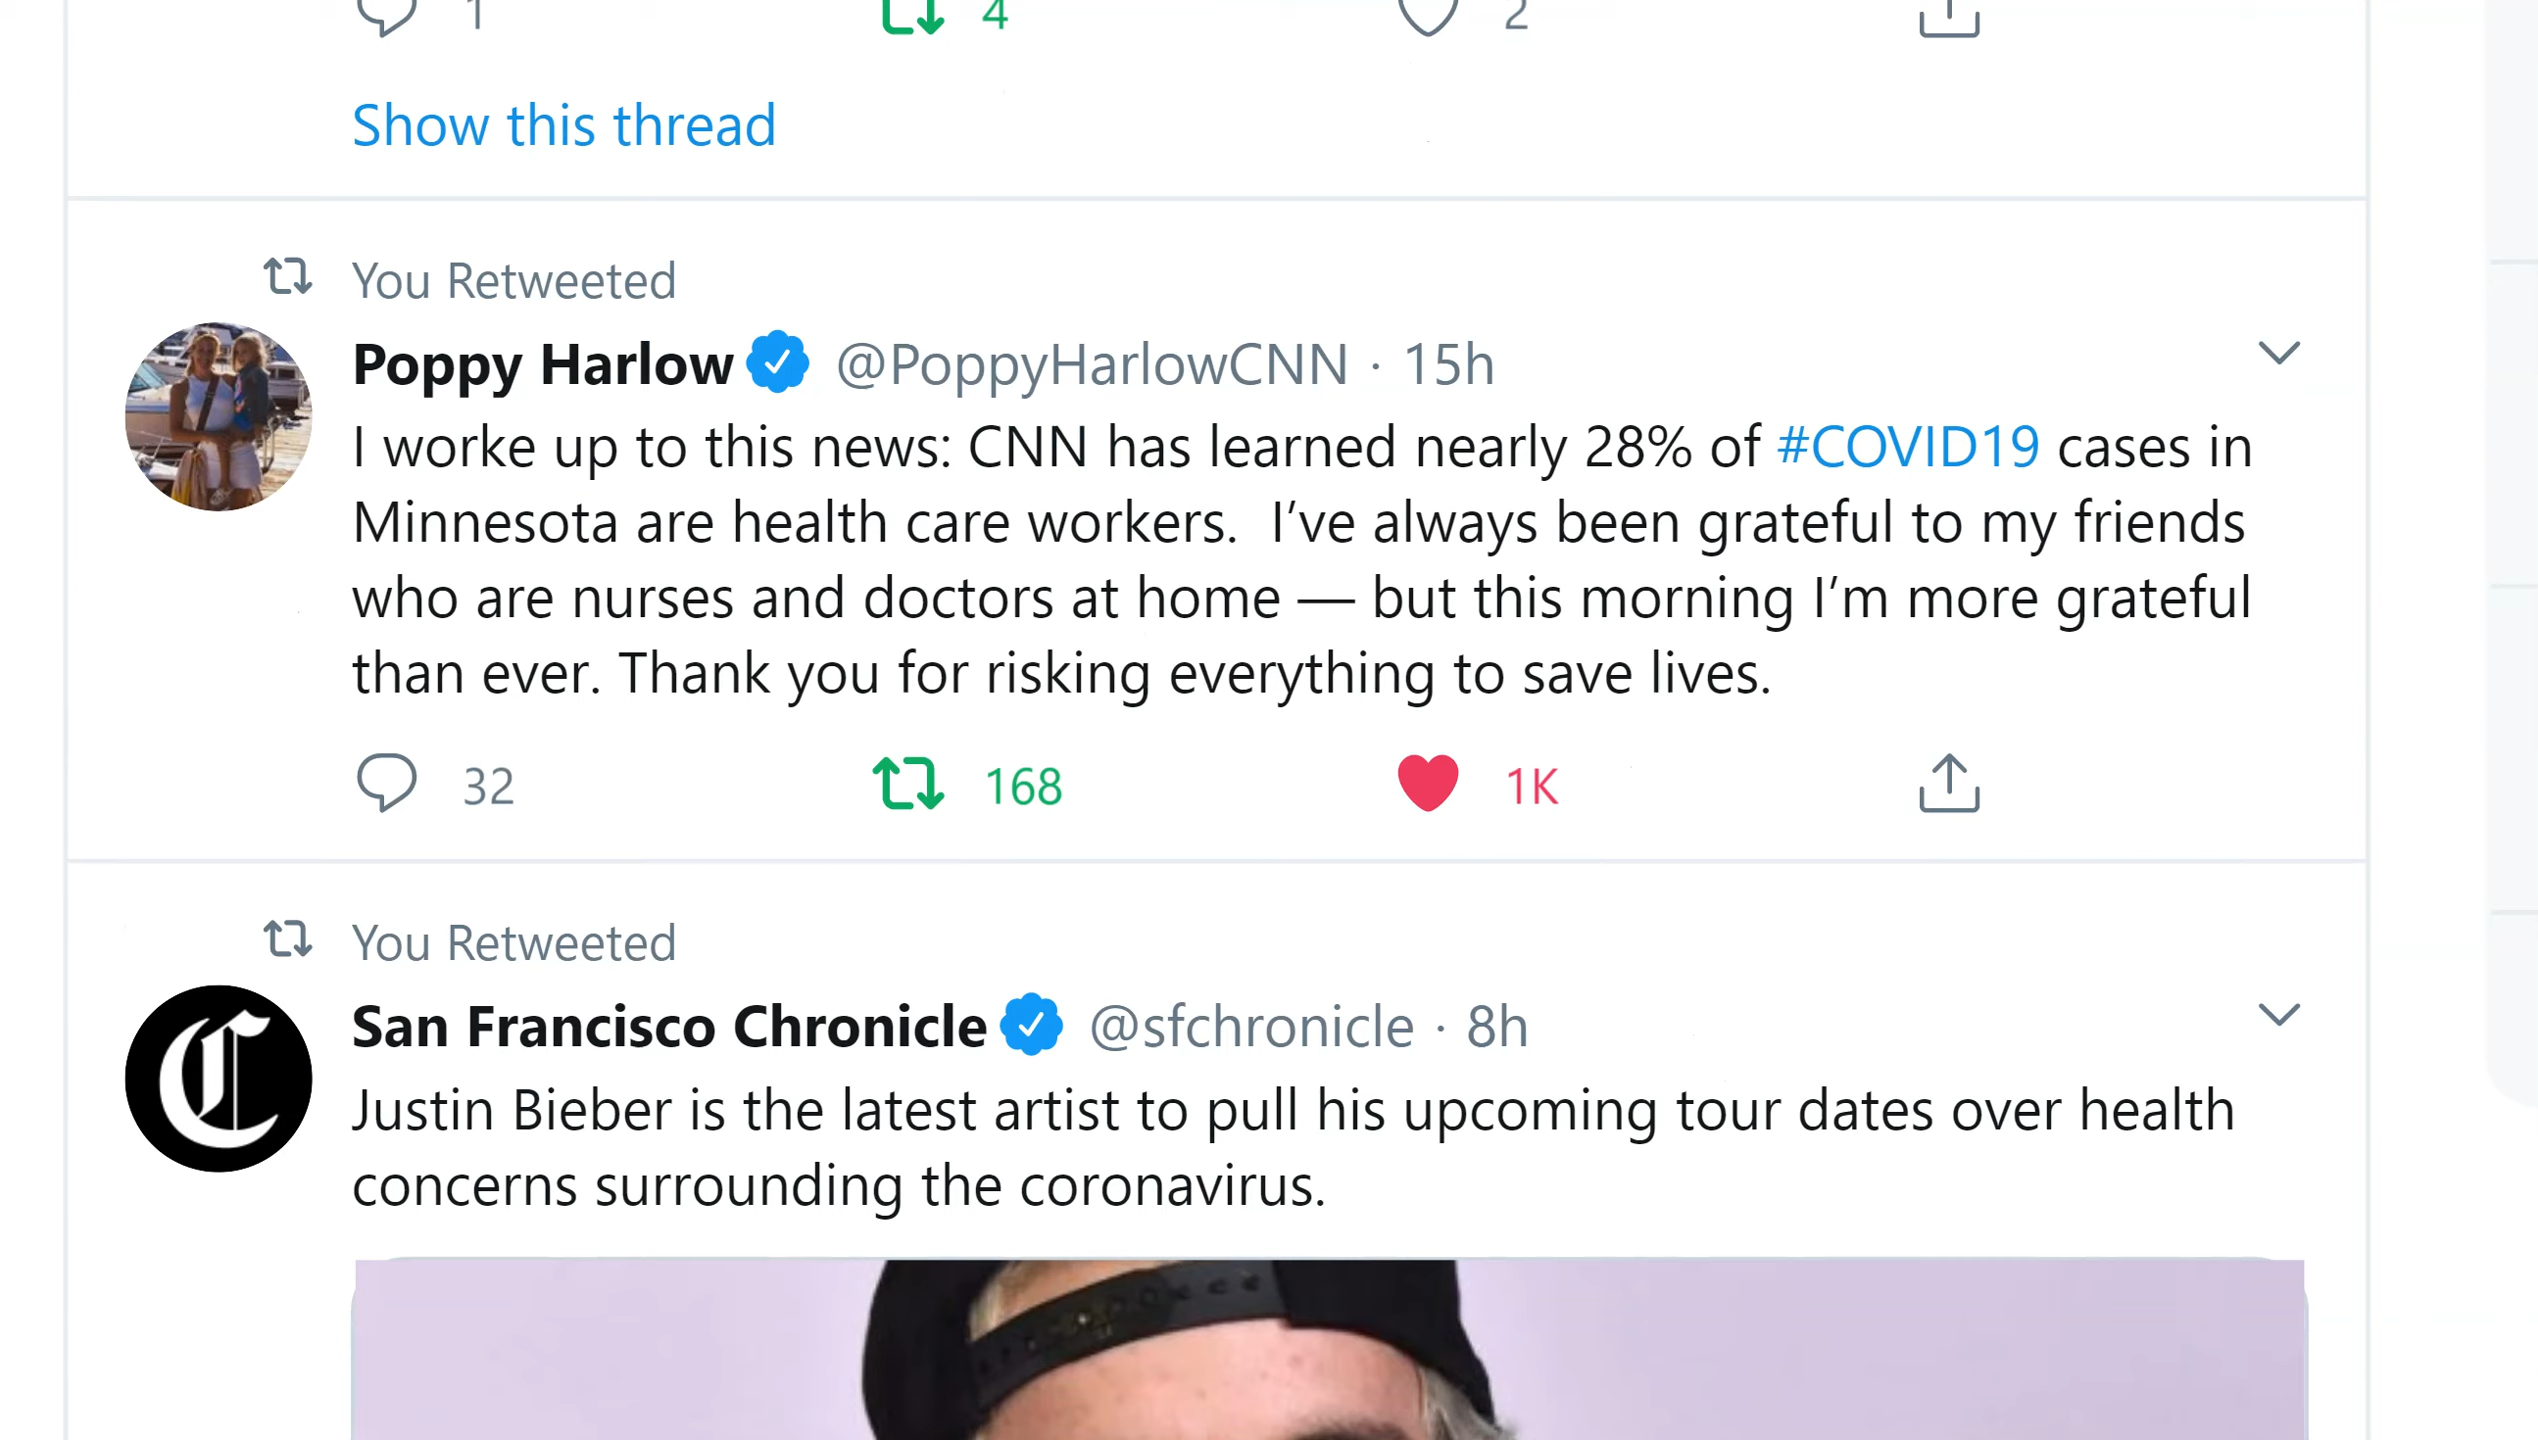 1 4 2
Show this thread
You Retweeted
Poppy Harlow @PoppyHarlowCNN · 15h
I worke up to this news: CNN has learned nearly 28% of #COVID19 cases in
Minnesota are health care workers.  I’ve always been grateful to my friends
who are nurses and doctors at home — but this morning I’m more grateful
than ever. Thank you for risking everything to save lives.
32 168 1K
You Retweeted
C San Francisco Chronicle @sfchronicle · 8h
Justin Bieber is the latest artist to pull his upcoming tour dates over health
concerns surrounding the coronavirus.